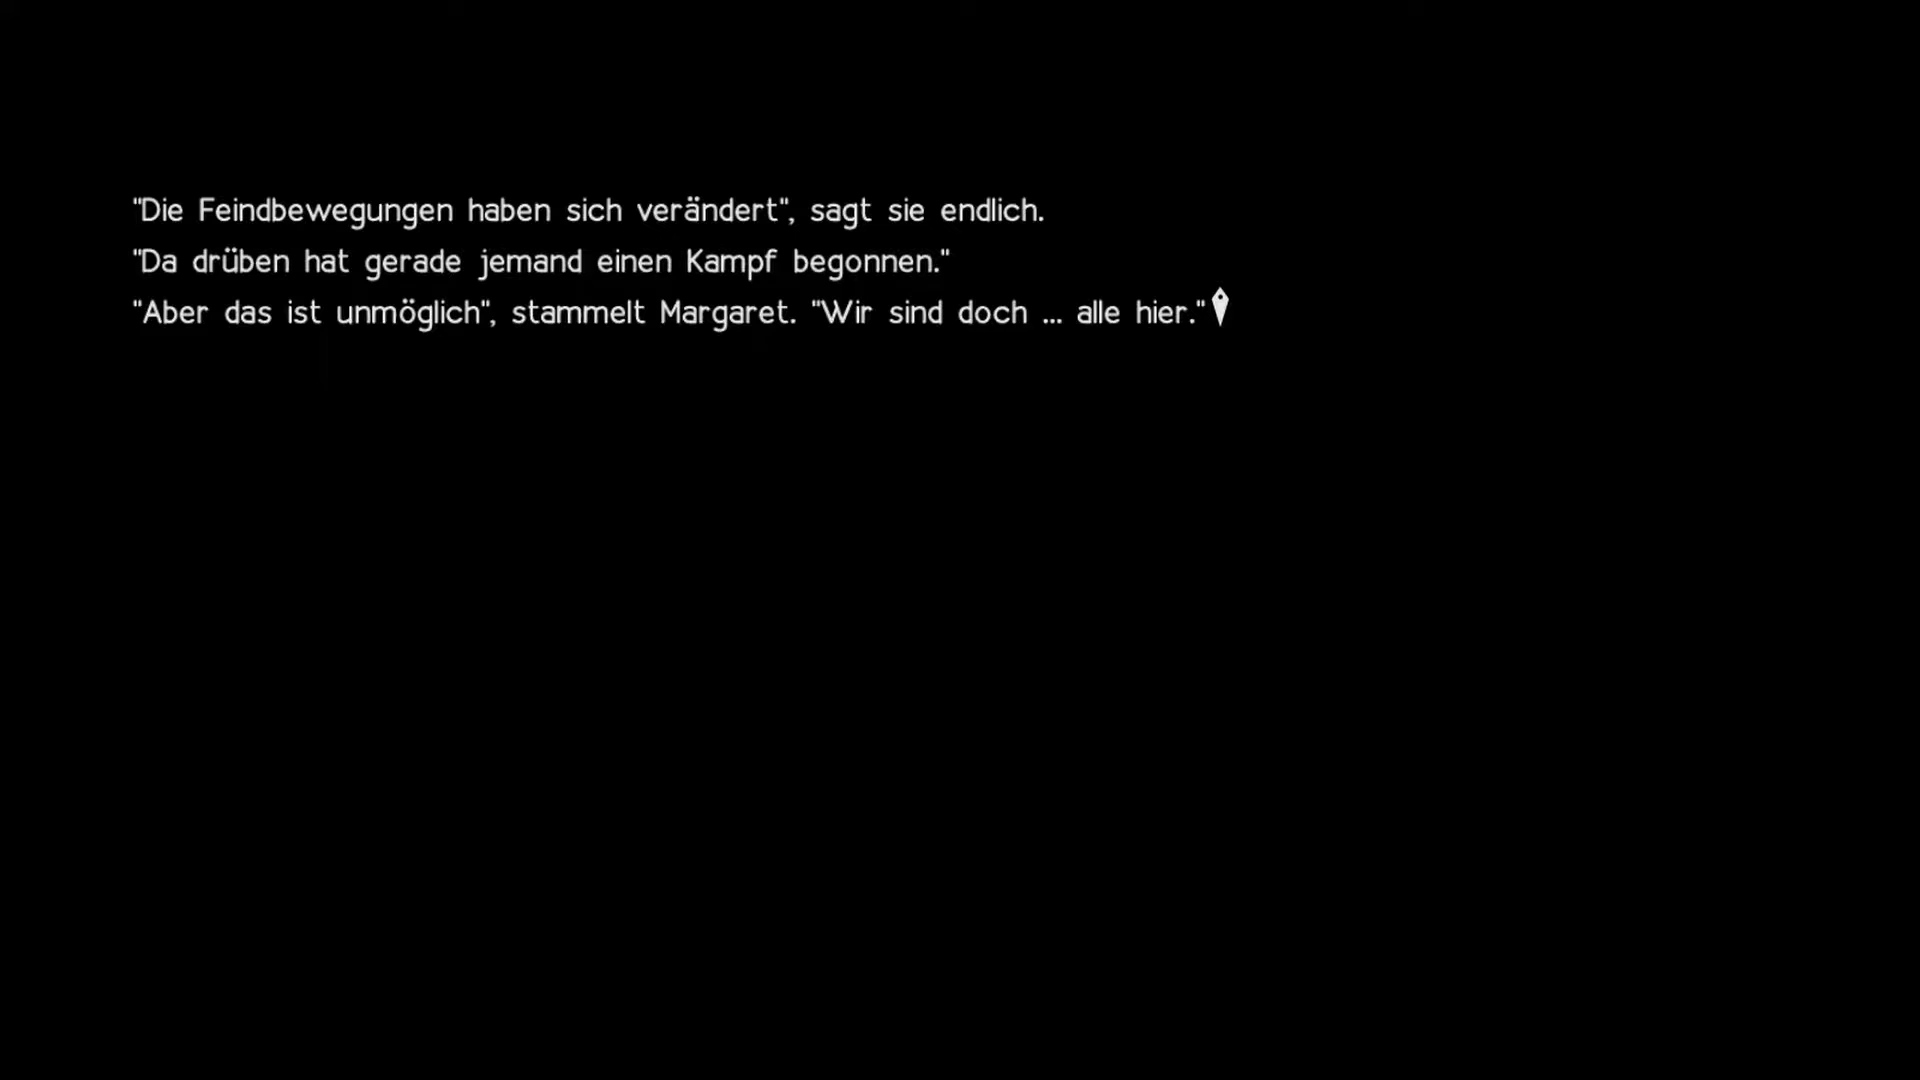 "Die Feindbewegungen haben sich verändert", sagt sie endlich.
"Da drüben hat gerade jemand einen Kampf begonnen."
"Aber das ist unmöglich", stammelt Margaret. "Wir sind doch ... alle hier."